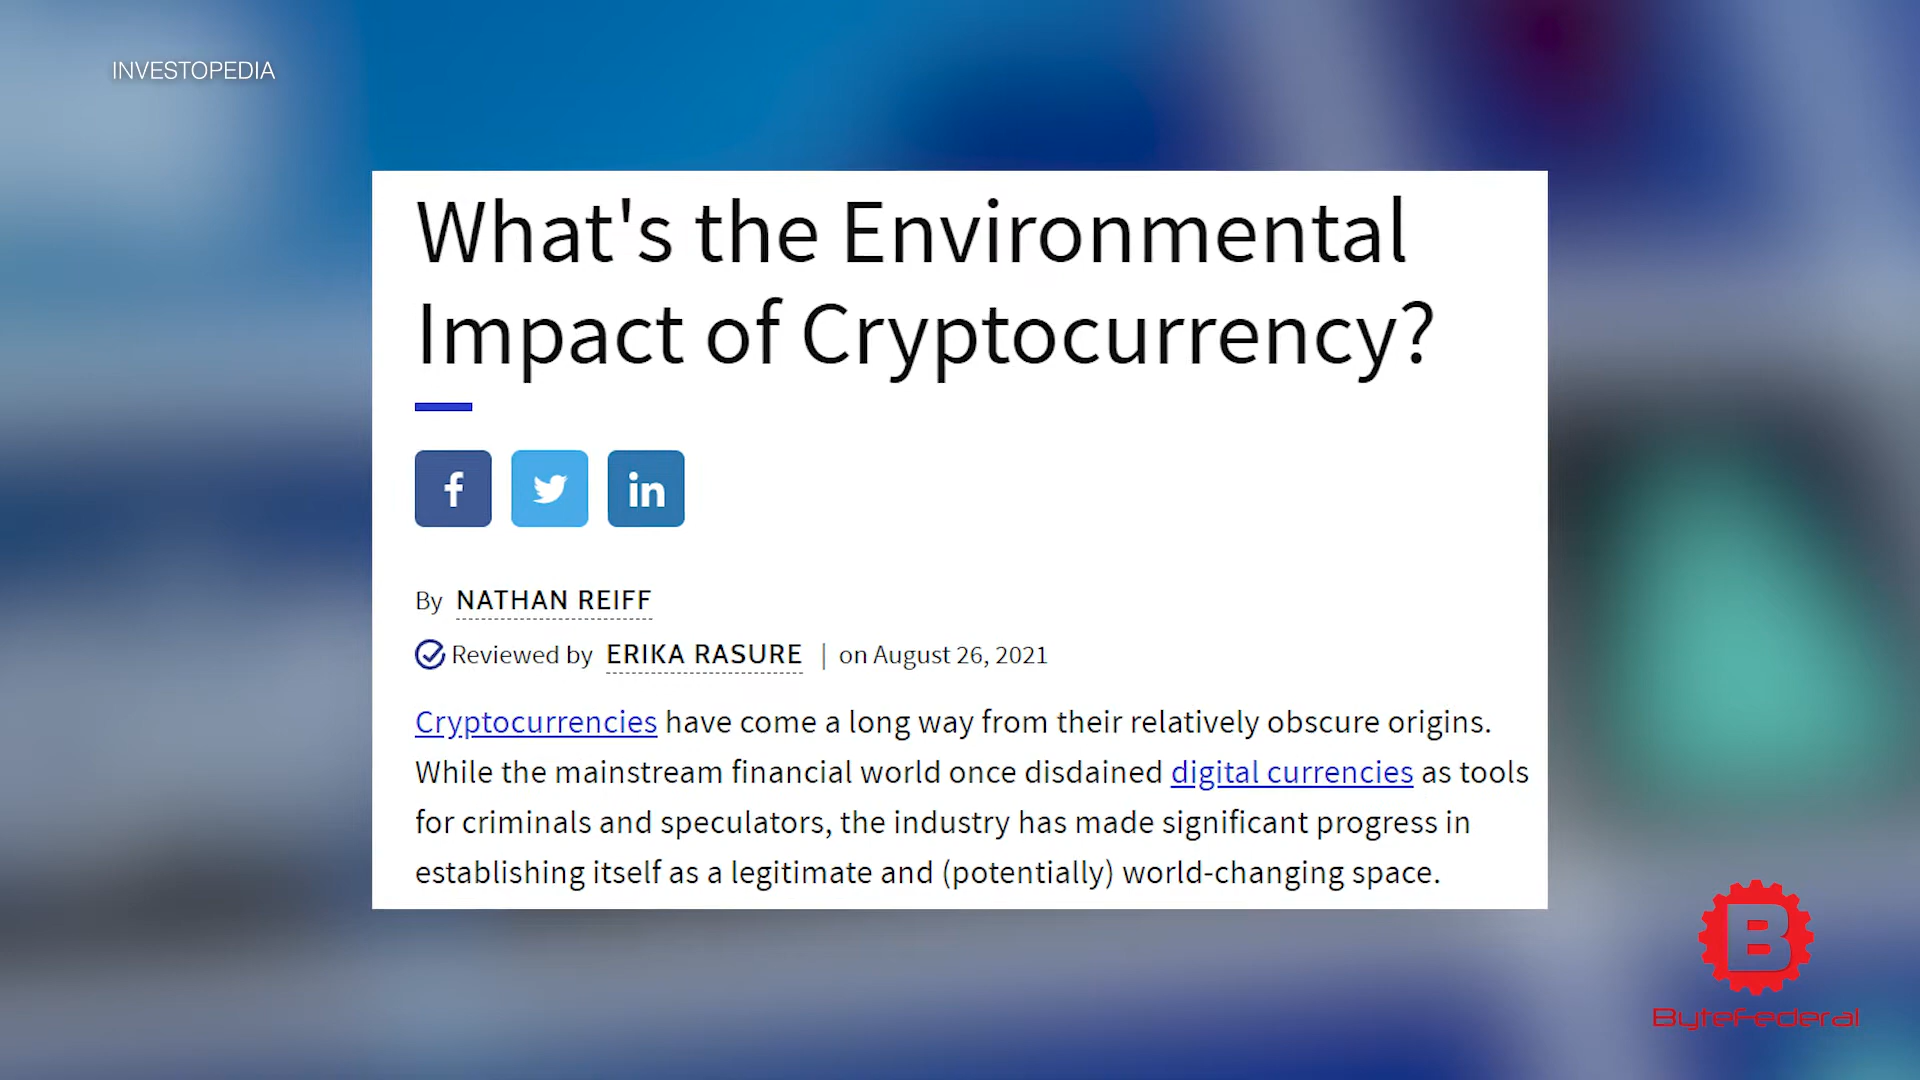 INVESTOPEDIA
What's the Environmental
Impact of Cryptocurrency?
f
in
By NATHAN REIFF
Reviewed by ERIKA RASURE | on August 26, 2021
Cryptocurrencies have come a long way from their relatively obscure origins.
While the mainstream financial world once disdained digital currencies as tools
for criminals and speculators, the industry has made significant progress in
establishing itself as a legitimate and (potentially) world-changing space.
B
ByteFederal